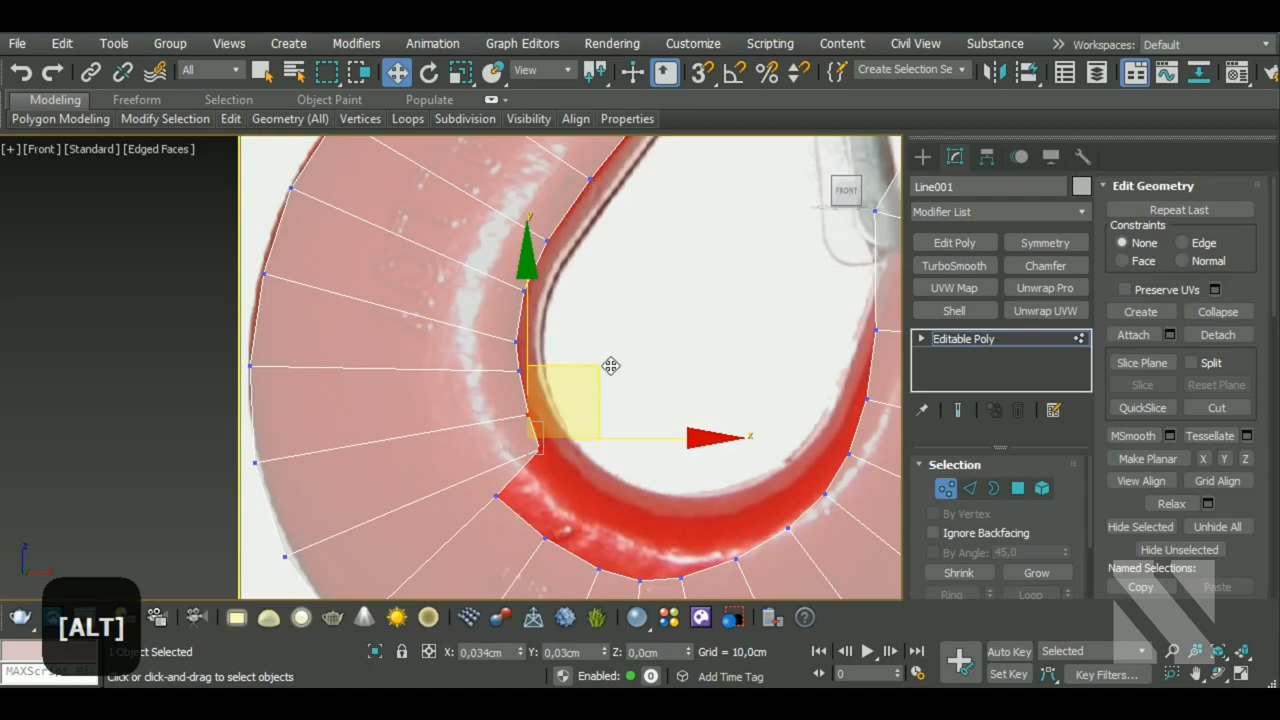 File Edit Tools Group Views Create Modifiers Animation Graph Editors Rendering Customize Scripting Content Civil View Substance Workspaces: Default
All View Create Selection Se
Modeling Freeform Selection Object Paint Populate
Polygon Modeling Modify Selection Edit Geometry (All) Vertices Loops Subdivision Visibility Align Properties
[+] [Front] [Standard] [Edged Faces]
FRONT
y
x
z
Line001
Modifier List
Edit Poly Symmetry
TurboSmooth Chamfer
UVW Map Unwrap Pro
Shell Unwrap UVW
Editable Poly
Selection
By Vertex
Ignore Backfacing
By Angle: 45,0
Shrink Grow
Ring Loop
Edit Geometry
Repeat Last
Constraints
None Edge
Face Normal
Preserve UVs
Create Collapse
Attach Detach
Slice Plane Split
Slice Reset Plane
QuickSlice Cut
MSmooth Tessellate
Make Planar X Y Z
View Align Grid Align
Relax
Hide Selected Unhide All
Hide Unselected
Named Selections:
Copy Paste
[ALT]
1 Object Selected X: 0,034cm Y: 0,03cm Z: 0,0cm Grid = 10,0cm
MAXScript Mi Click or click-and-drag to select objects Enabled: 0 Add Time Tag
0
Auto Key Selected
Set Key Key Filters...